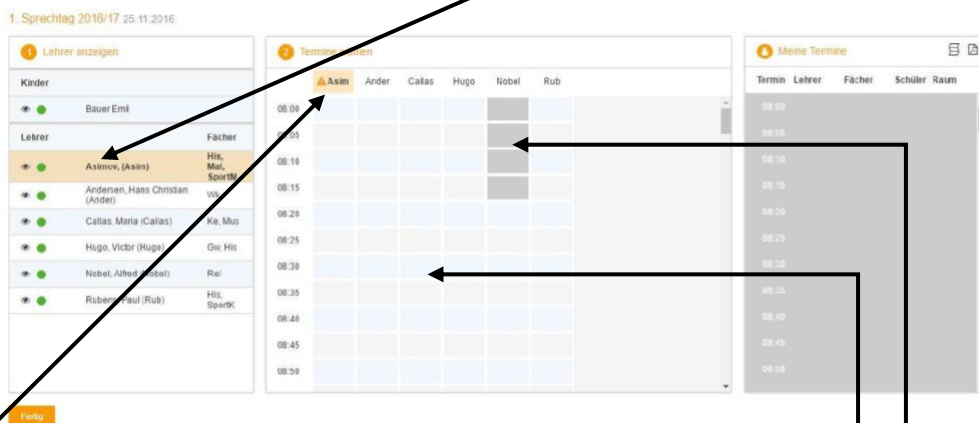 1. Sprechtag 2016/17 25.11.2016
1 Lehrer anzeigen
Kinder
Bauer Emil
Lehrer Fächer
Asimov, (Asim) His, Mat, SportM
Andersen, Hans Christian (Ander)
Callas, Maria (Callas) Ke, Mus
Hugo, Victor (Hugo) Gw, His
Nobel, Alfred (Nobel) Rel
Rubens, Paul (Rub) His, SportK
Fertig
2 Termine
Asim Ander Callas Hugo Nobel Rub
08:00
08:05
08:10
08:15
08:20
08:25
08:30
08:35
08:40
08:45
08:50
Meine Termine
Termin Lehrer Fächer Schüler Raum
08:00
08:05
08:10
08:15
08:20
08:25
08:30
08:35
08:40
08:45
08:50